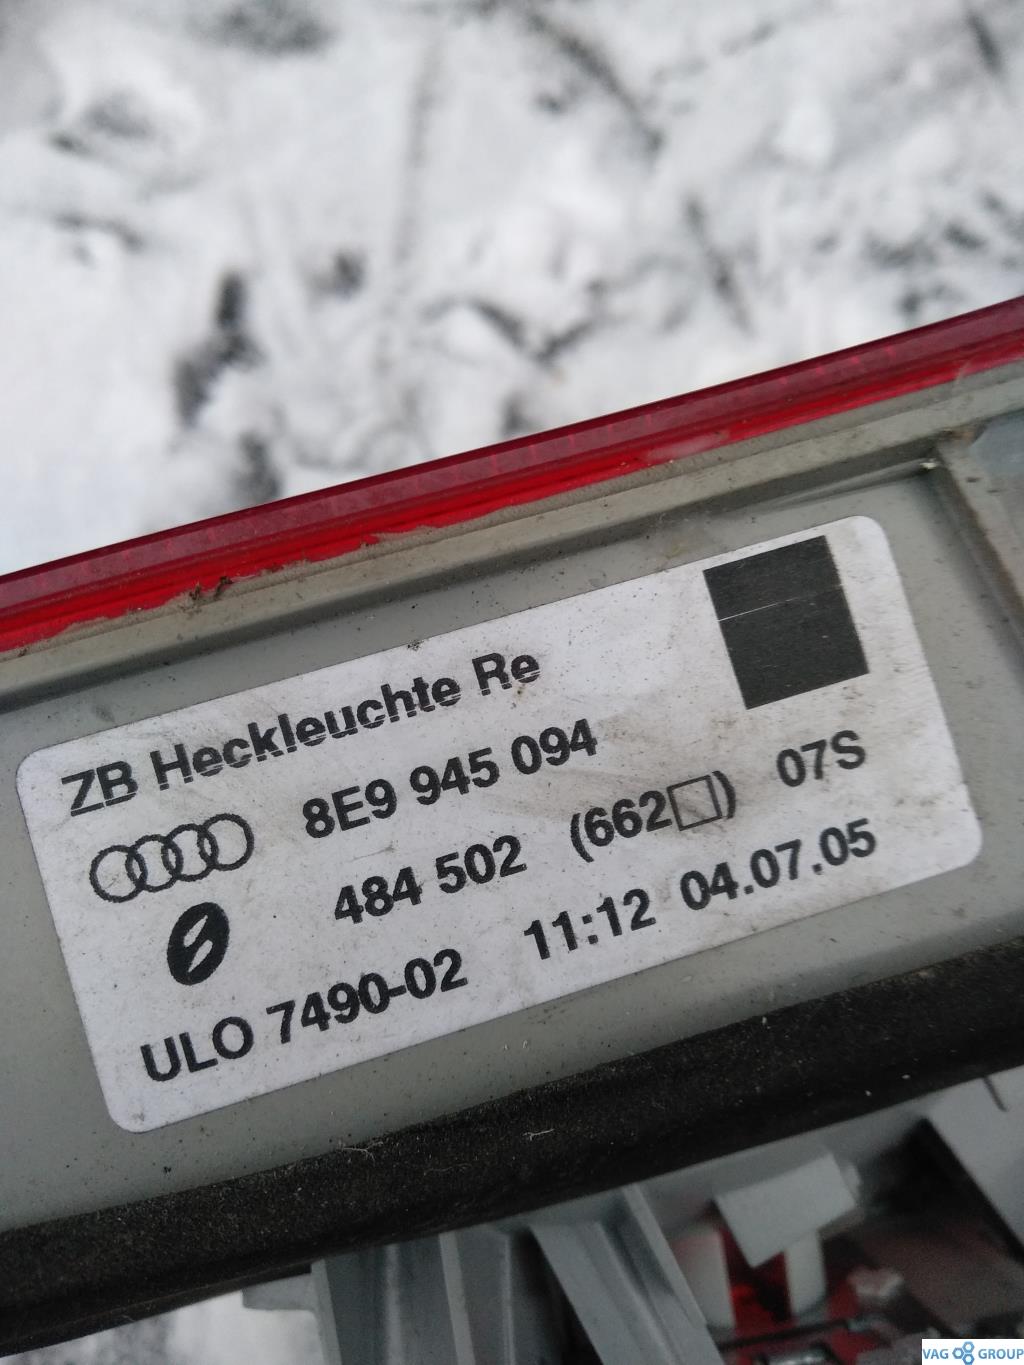 ZB Heckleuchte Re
8E9 945 094
484 502 (662□) 07S
ULO 7490-02 11:12 04.07.05
VAG GROUP